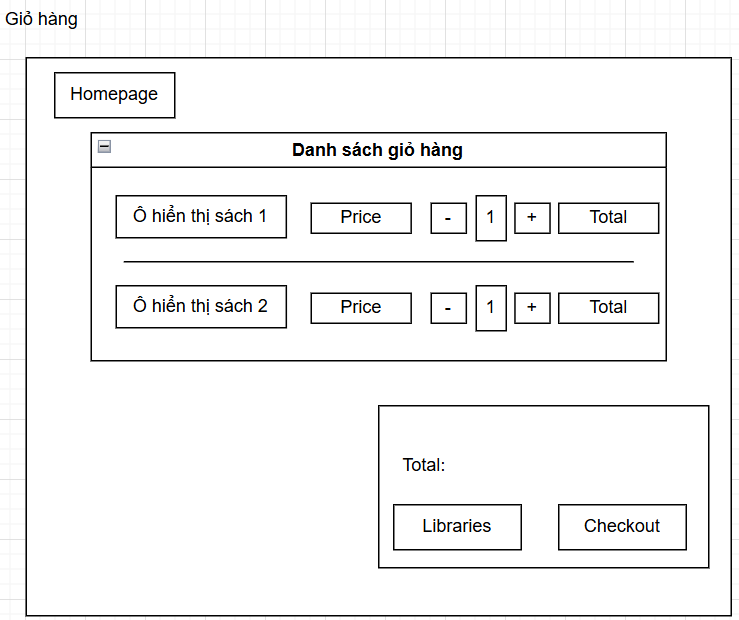 Giỏ hàng
Homepage
Danh sách giỏ hàng
Ô hiển thị sách 1 Price - 1 + Total
Ô hiển thị sách 2 Price - 1 + Total
Total:
Libraries Checkout